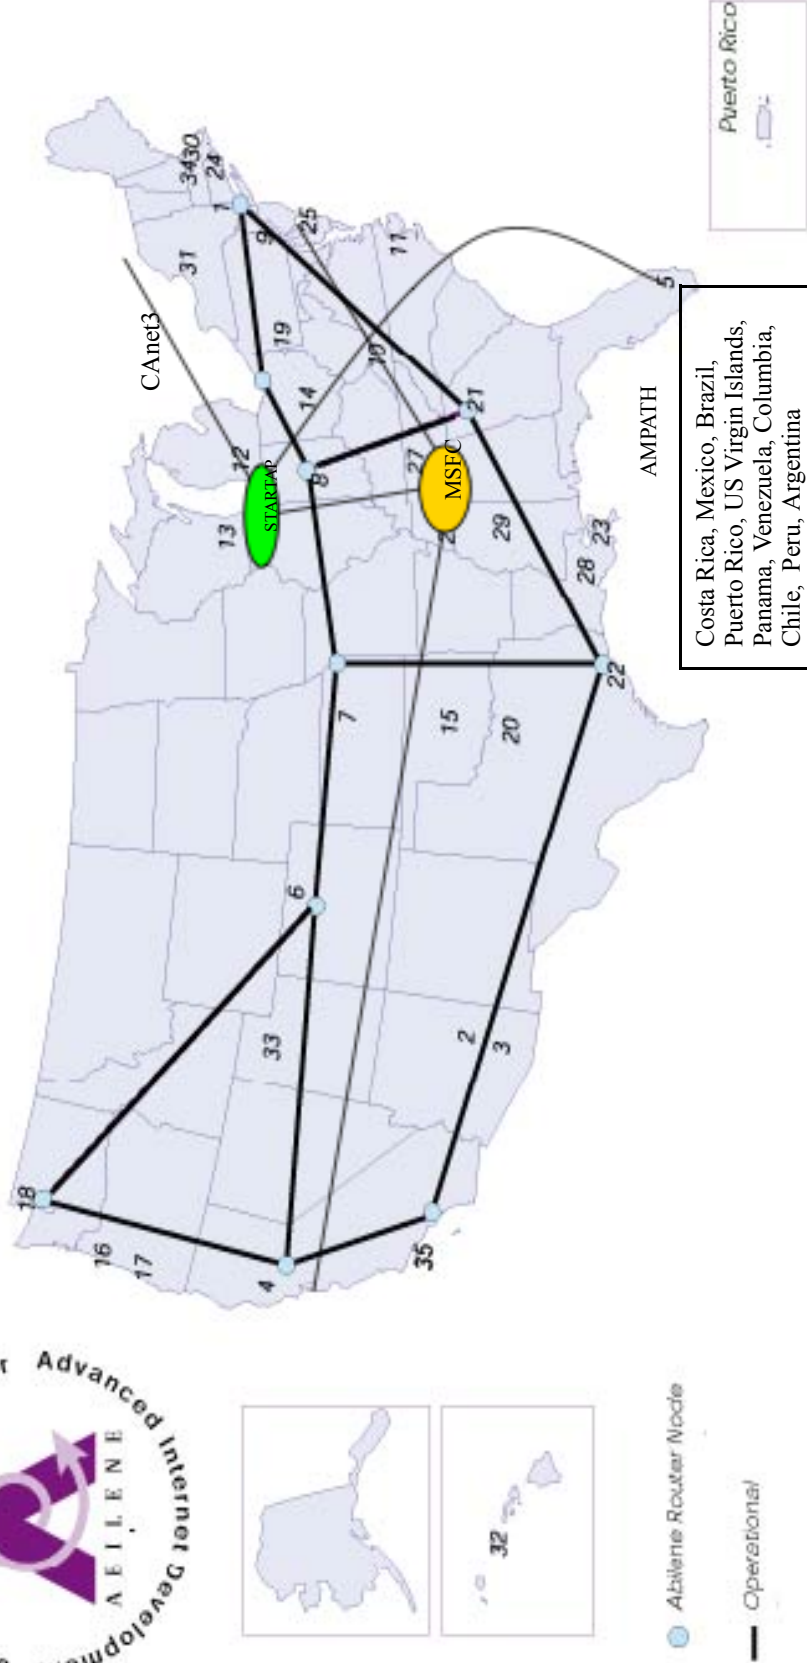 Advanced Internet Development
ABILENE
18
16
17
4
35
33
2
3
6
7
15
20
22
13
12
STARTAP
CAnet3
8
14
19
10
27
MSFC
29
28
23
21
31
34
30
24
1
9
25
11
5
32
AMPATH
Costa Rica, Mexico, Brazil,
Puerto Rico, US Virgin Islands,
Panama, Venezuela, Columbia,
Chile, Peru, Argentina
Puerto Rico
Abilene Router Node
Operational